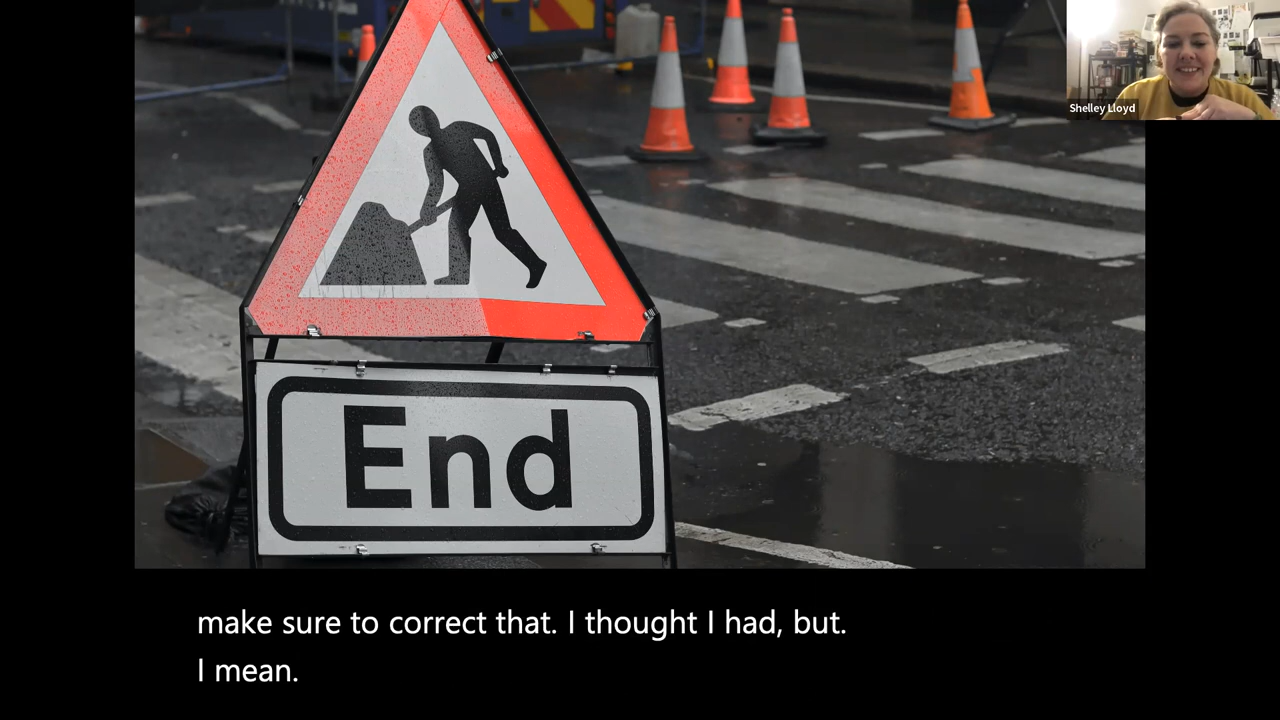 Shelley Lloyd
End
make sure to correct that. I thought I had, but.
I mean.